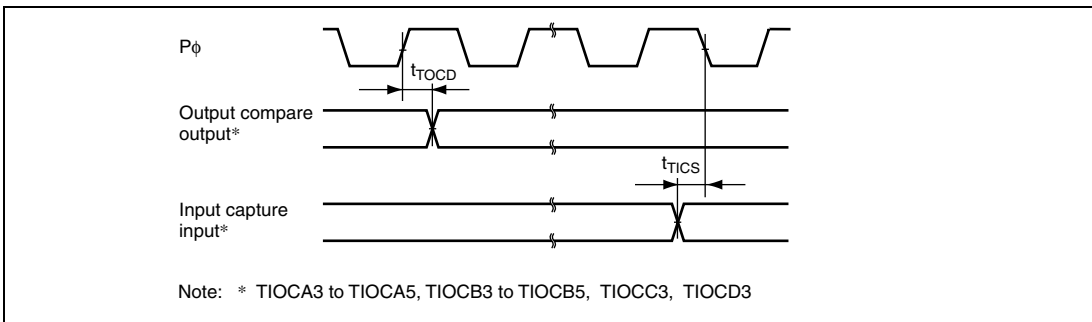 Pϕ
tTOCD
Output compare
output*
tTICS
Input capture
input*
Note: * TIOCA3 to TIOCA5, TIOCB3 to TIOCB5, TIOCC3, TIOCD3